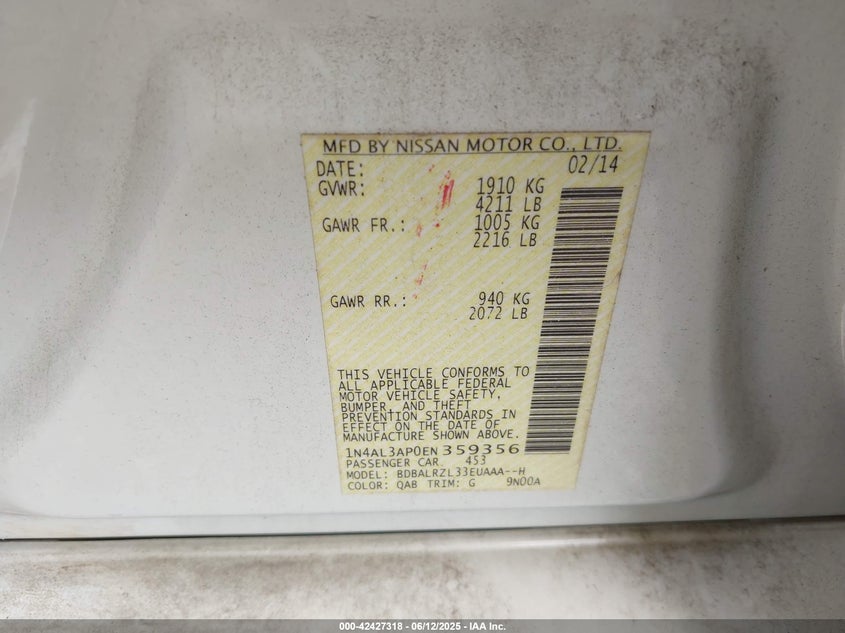 MFD BY NISSAN MOTOR CO., LTD.
DATE: 02/14
GVWR: 1910 KG
4211 LB
GAWR FR.: 1005 KG
2216 LB
GAWR RR.: 940 KG
2072 LB
THIS VEHICLE CONFORMS TO
ALL APPLICABLE FEDERAL
MOTOR VEHICLE SAFETY,
BUMPER, AND THEFT
PREVENTION STANDARDS IN
EFFECT ON THE DATE OF
MANUFACTURE SHOWN ABOVE.
1N4AL3AP0EN359356
PASSENGER CAR 453
MODEL: BDBALRZL33EUAAA--H
COLOR: QAB TRIM: G 9N00A
000-42427318 - 06/12/2025 - IAA Inc.